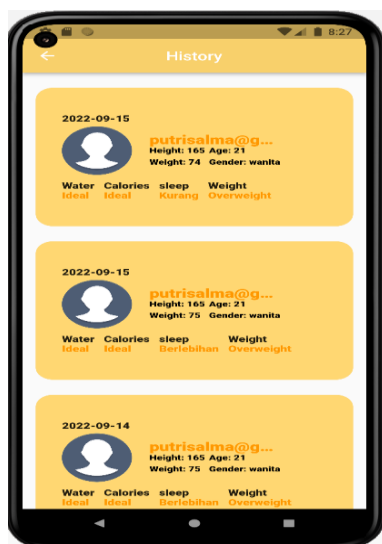 8:27
History
2022-09-15
putrisalma@g...
Height: 165 Age: 21
Weight: 74 Gender: wanita
Water Calories sleep Weight
Ideal Ideal Kurang Overweight
2022-09-15
putrisalma@g...
Height: 165 Age: 21
Weight: 75 Gender: wanita
Water Calories sleep Weight
Ideal Ideal Berlebihan Overweight
2022-09-14
putrisalma@g...
Height: 165 Age: 21
Weight: 75 Gender: wanita
Water Calories sleep Weight
Ideal Ideal Berlebihan Overweight